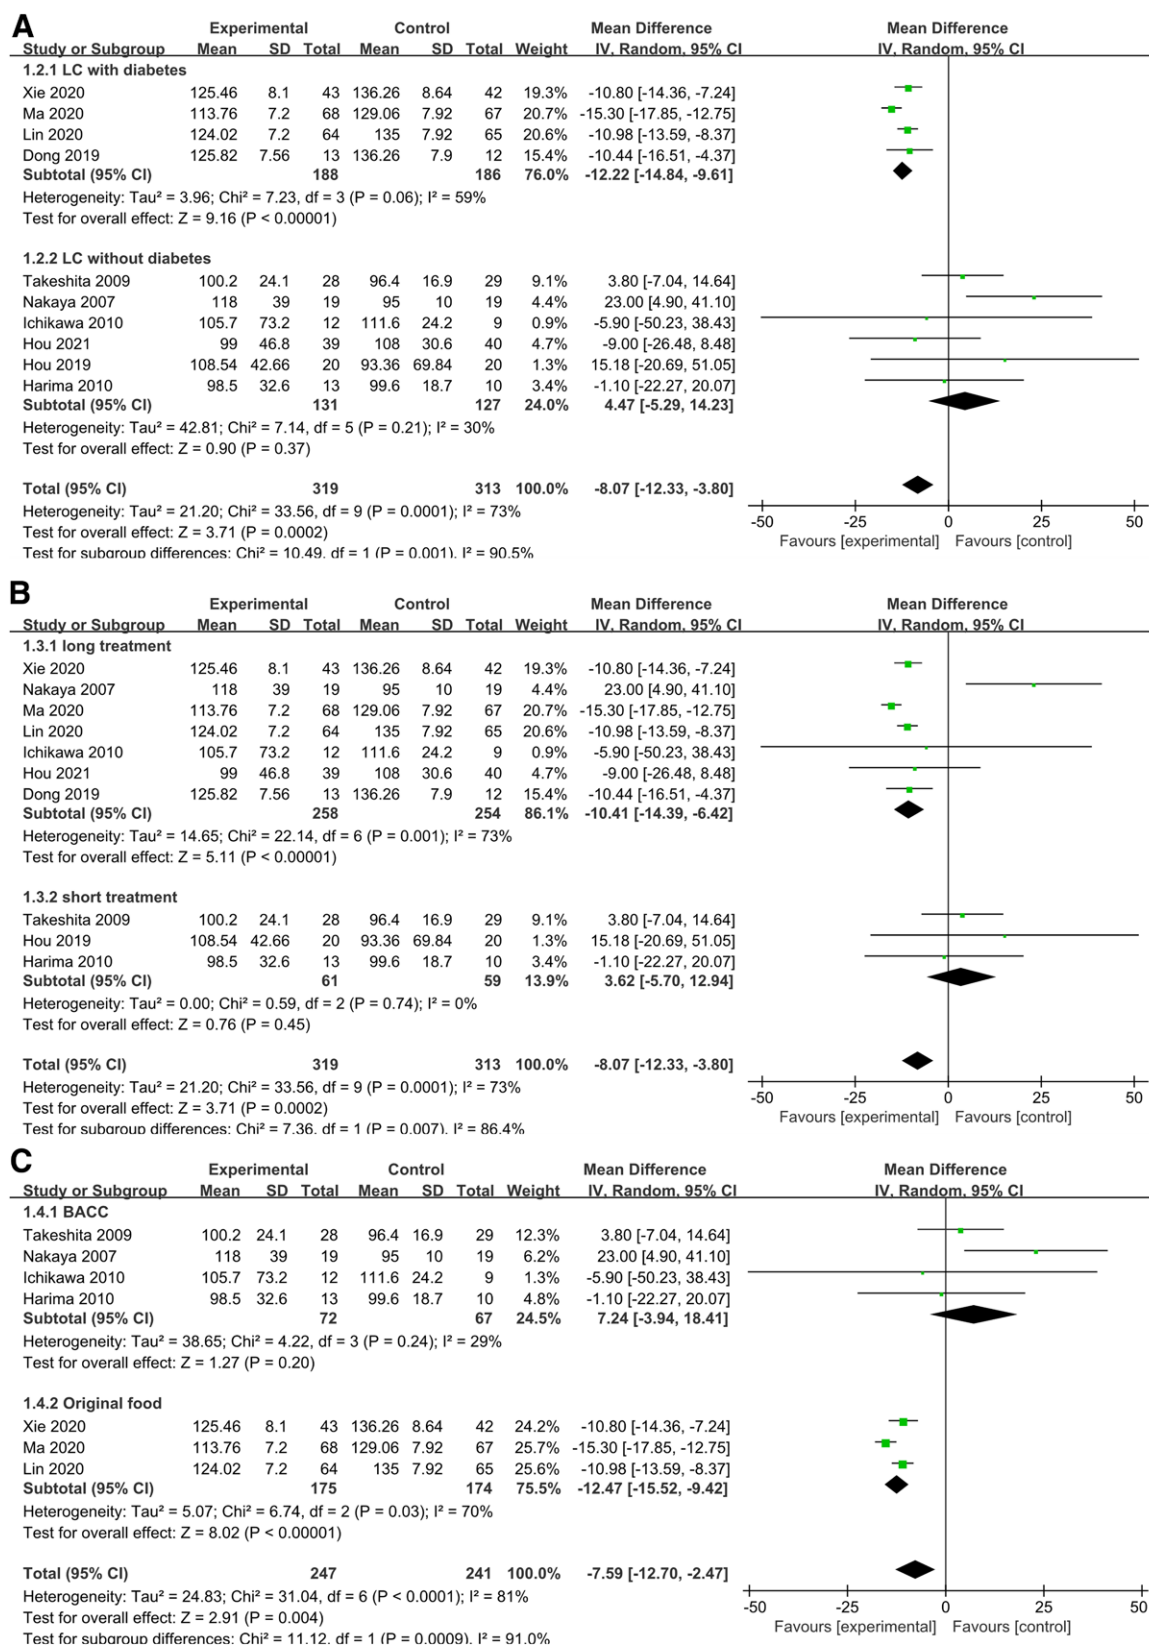 A
Experimental Control Mean Difference Mean Difference
Study or Subgroup Mean SD Total Mean SD Total Weight IV, Random, 95% CI IV, Random, 95% CI
1.2.1 LC with diabetes
Xie 2020 125.46 8.1 43 136.26 8.64 42 19.3% -10.80 [-14.36, -7.24]
Ma 2020 113.76 7.2 68 129.06 7.92 67 20.7% -15.30 [-17.85, -12.75]
Lin 2020 124.02 7.2 64 135 7.92 65 20.6% -10.98 [-13.59, -8.37]
Dong 2019 125.82 7.56 13 136.26 7.9 12 15.4% -10.44 [-16.51, -4.37]
Subtotal (95% CI) 188 186 76.0% -12.22 [-14.84, -9.61]
Heterogeneity: Tau² = 3.96; Chi² = 7.23, df = 3 (P = 0.06); I² = 59%
Test for overall effect: Z = 9.16 (P < 0.00001)
1.2.2 LC without diabetes
Takeshita 2009 100.2 24.1 28 96.4 16.9 29 9.1% 3.80 [-7.04, 14.64]
Nakaya 2007 118 39 19 95 10 19 4.4% 23.00 [4.90, 41.10]
Ichikawa 2010 105.7 73.2 12 111.6 24.2 9 0.9% -5.90 [-50.23, 38.43]
Hou 2021 99 46.8 39 108 30.6 40 4.7% -9.00 [-26.48, 8.48]
Hou 2019 108.54 42.66 20 93.36 69.84 20 1.3% 15.18 [-20.69, 51.05]
Harima 2010 98.5 32.6 13 99.6 18.7 10 3.4% -1.10 [-22.27, 20.07]
Subtotal (95% CI) 131 127 24.0% 4.47 [-5.29, 14.23]
Heterogeneity: Tau² = 42.81; Chi² = 7.14, df = 5 (P = 0.21); I² = 30%
Test for overall effect: Z = 0.90 (P = 0.37)
Total (95% CI) 319 313 100.0% -8.07 [-12.33, -3.80]
Heterogeneity: Tau² = 21.20; Chi² = 33.56, df = 9 (P = 0.0001); I² = 73%
Test for overall effect: Z = 3.71 (P = 0.0002)
Test for subgroup differences: Chi² = 10.49, df = 1 (P = 0.001), I² = 90.5%
-50 -25 0 25 50
Favours [experimental] Favours [control]
B
Experimental Control Mean Difference Mean Difference
Study or Subgroup Mean SD Total Mean SD Total Weight IV, Random, 95% CI IV, Random, 95% CI
1.3.1 long treatment
Xie 2020 125.46 8.1 43 136.26 8.64 42 19.3% -10.80 [-14.36, -7.24]
Nakaya 2007 118 39 19 95 10 19 4.4% 23.00 [4.90, 41.10]
Ma 2020 113.76 7.2 68 129.06 7.92 67 20.7% -15.30 [-17.85, -12.75]
Lin 2020 124.02 7.2 64 135 7.92 65 20.6% -10.98 [-13.59, -8.37]
Ichikawa 2010 105.7 73.2 12 111.6 24.2 9 0.9% -5.90 [-50.23, 38.43]
Hou 2021 99 46.8 39 108 30.6 40 4.7% -9.00 [-26.48, 8.48]
Dong 2019 125.82 7.56 13 136.26 7.9 12 15.4% -10.44 [-16.51, -4.37]
Subtotal (95% CI) 258 254 86.1% -10.41 [-14.39, -6.42]
Heterogeneity: Tau² = 14.65; Chi² = 22.14, df = 6 (P = 0.001); I² = 73%
Test for overall effect: Z = 5.11 (P < 0.00001)
1.3.2 short treatment
Takeshita 2009 100.2 24.1 28 96.4 16.9 29 9.1% 3.80 [-7.04, 14.64]
Hou 2019 108.54 42.66 20 93.36 69.84 20 1.3% 15.18 [-20.69, 51.05]
Harima 2010 98.5 32.6 13 99.6 18.7 10 3.4% -1.10 [-22.27, 20.07]
Subtotal (95% CI) 61 59 13.9% 3.62 [-5.70, 12.94]
Heterogeneity: Tau² = 0.00; Chi² = 0.59, df = 2 (P = 0.74); I² = 0%
Test for overall effect: Z = 0.76 (P = 0.45)
Total (95% CI) 319 313 100.0% -8.07 [-12.33, -3.80]
Heterogeneity: Tau² = 21.20; Chi² = 33.56, df = 9 (P = 0.0001); I² = 73%
Test for overall effect: Z = 3.71 (P = 0.0002)
Test for subgroup differences: Chi² = 7.36, df = 1 (P = 0.007), I² = 86.4%
-50 -25 0 25 50
Favours [experimental] Favours [control]
C
Experimental Control Mean Difference Mean Difference
Study or Subgroup Mean SD Total Mean SD Total Weight IV, Random, 95% CI IV, Random, 95% CI
1.4.1 BACC
Takeshita 2009 100.2 24.1 28 96.4 16.9 29 12.3% 3.80 [-7.04, 14.64]
Nakaya 2007 118 39 19 95 10 19 6.2% 23.00 [4.90, 41.10]
Ichikawa 2010 105.7 73.2 12 111.6 24.2 9 1.3% -5.90 [-50.23, 38.43]
Harima 2010 98.5 32.6 13 99.6 18.7 10 4.8% -1.10 [-22.27, 20.07]
Subtotal (95% CI) 72 67 24.5% 7.24 [-3.94, 18.41]
Heterogeneity: Tau² = 38.65; Chi² = 4.22, df = 3 (P = 0.24); I² = 29%
Test for overall effect: Z = 1.27 (P = 0.20)
1.4.2 Original food
Xie 2020 125.46 8.1 43 136.26 8.64 42 24.2% -10.80 [-14.36, -7.24]
Ma 2020 113.76 7.2 68 129.06 7.92 67 25.7% -15.30 [-17.85, -12.75]
Lin 2020 124.02 7.2 64 135 7.92 65 25.6% -10.98 [-13.59, -8.37]
Subtotal (95% CI) 175 174 75.5% -12.47 [-15.52, -9.42]
Heterogeneity: Tau² = 5.07; Chi² = 6.74, df = 2 (P = 0.03); I² = 70%
Test for overall effect: Z = 8.02 (P < 0.00001)
Total (95% CI) 247 241 100.0% -7.59 [-12.70, -2.47]
Heterogeneity: Tau² = 24.83; Chi² = 31.04, df = 6 (P < 0.0001); I² = 81%
Test for overall effect: Z = 2.91 (P = 0.004)
Test for subgroup differences: Chi² = 11.12, df = 1 (P = 0.0009), I² = 91.0%
-50 -25 0 25 50
Favours [experimental] Favours [control]